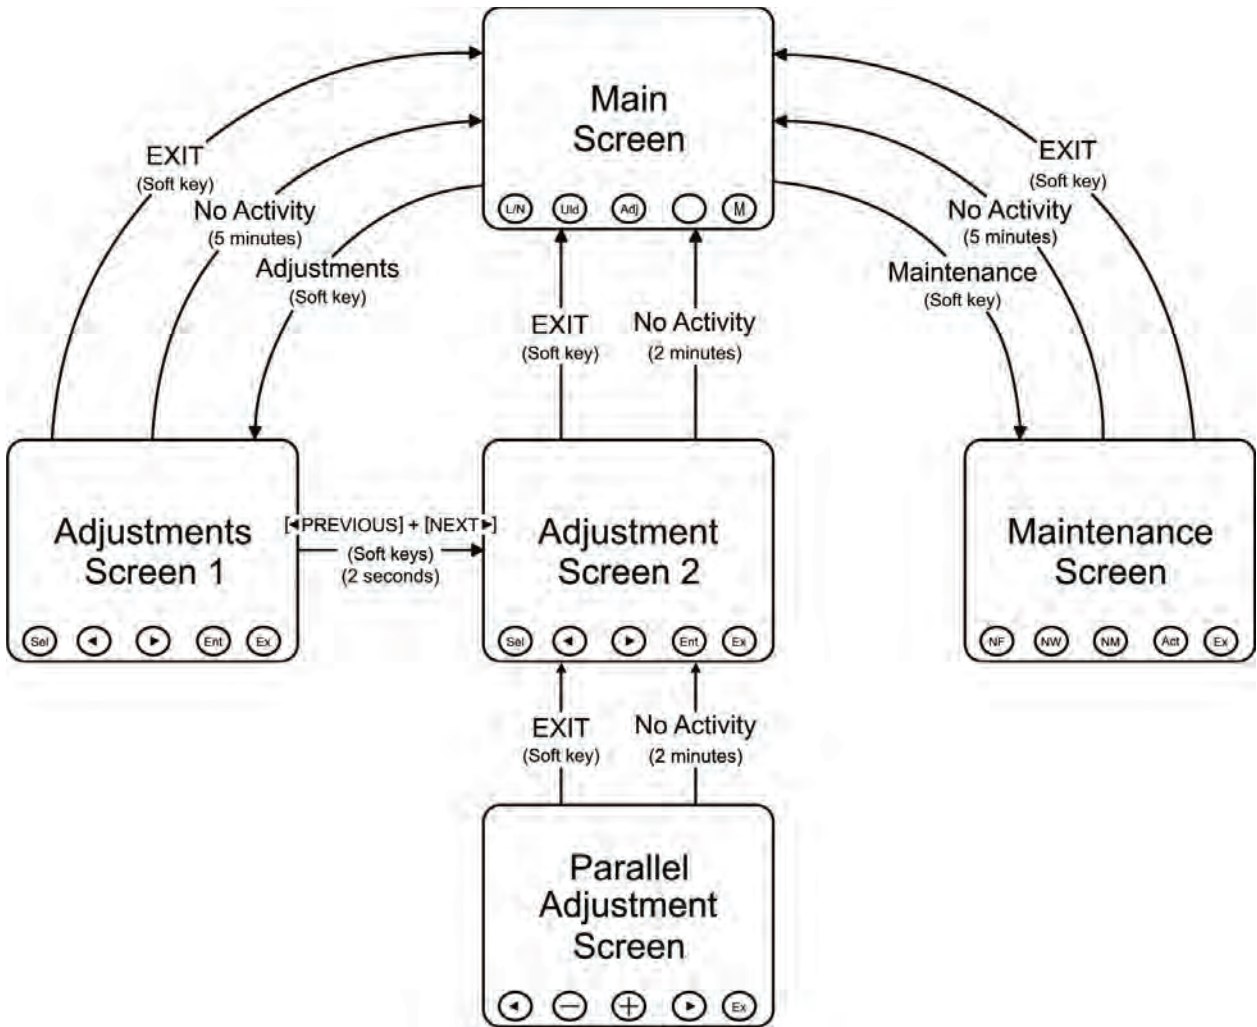 Main
Screen
L/N Uld Adj M
EXIT
(Soft key)
No Activity
(5 minutes)
Adjustments
(Soft key)
EXIT
(Soft key)
No Activity
(2 minutes)
EXIT
(Soft key)
No Activity
(5 minutes)
Maintenance
(Soft key)
Adjustments
Screen 1
Sel ◄ ► Ent Ex
[◄PREVIOUS] + [NEXT►]
(Soft keys)
(2 seconds)
Adjustment
Screen 2
Sel ◄ ► Ent Ex
Maintenance
Screen
NF NW NM Act Ex
EXIT
(Soft key)
No Activity
(2 minutes)
Parallel
Adjustment
Screen
◄ — + ► Ex